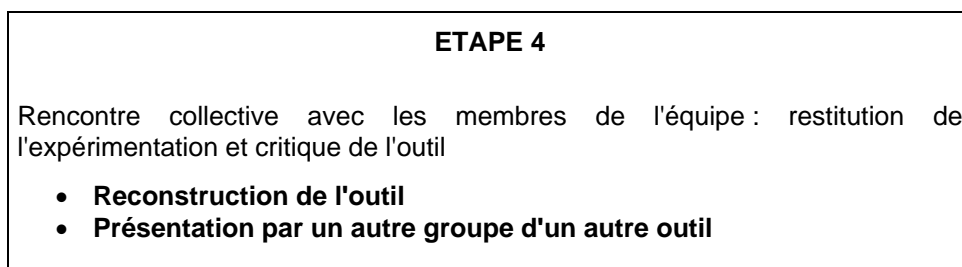 ETAPE 4
Rencontre collective avec les membres de l'équipe : restitution de
l'expérimentation et critique de l'outil
• Reconstruction de l'outil
• Présentation par un autre groupe d'un autre outil